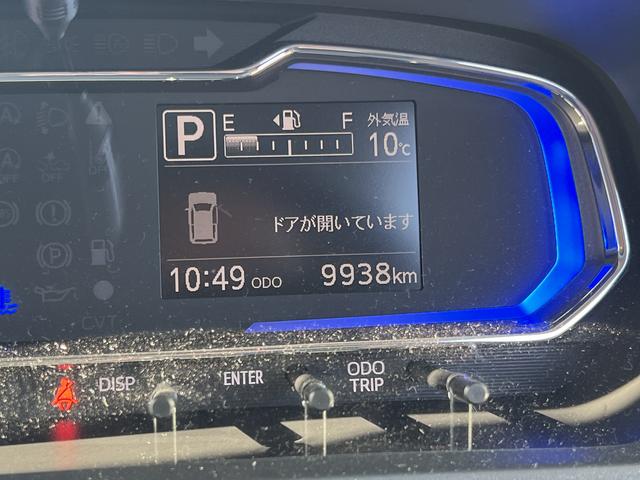 P E F 外気温
10℃
ドアが開いています
10:49 ODO 9938km
CVT
DISP ENTER ODO
TRIP